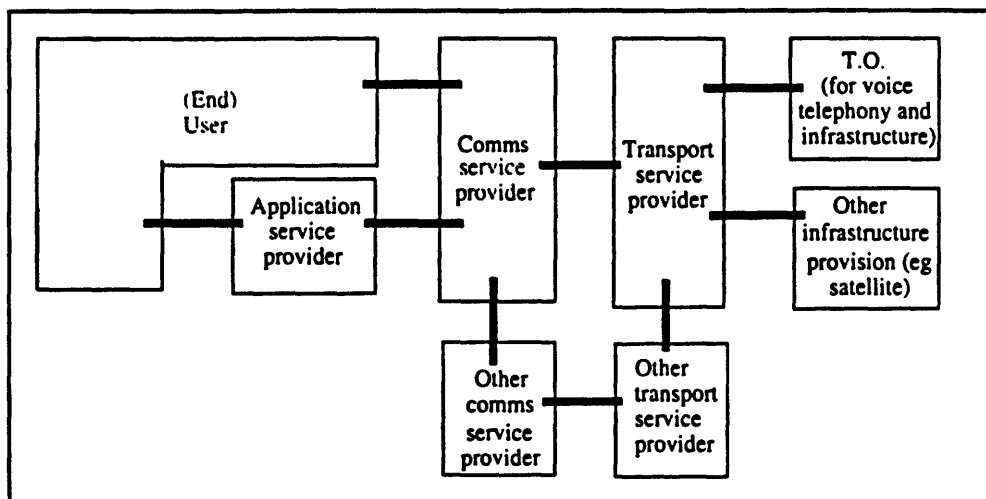 (End)
User
Application
service
provider
Comms
service
provider
Transport
service
provider
T.O.
(for voice
telephony and
infrastructure)
Other
infrastructure
provision (eg
satellite)
Other
comms
service
provider
Other
transport
service
provider